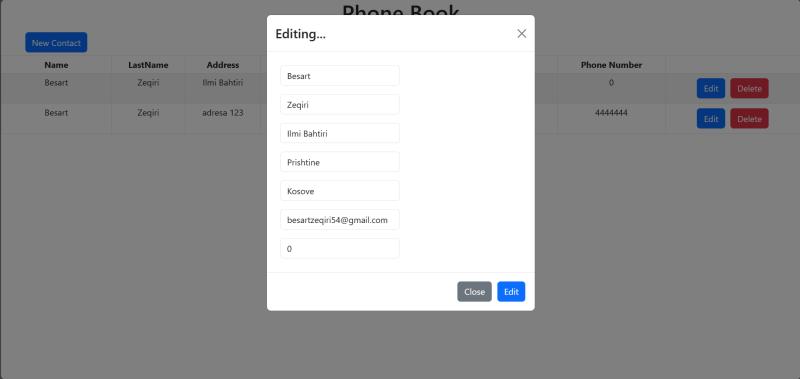 Phone Book
Editing...
New Contact
Name LastName Address Phone Number
Besart Zeqiri Ilmi Bahtiri 0 Edit Delete
Besart Zeqiri adresa 123 4444444 Edit Delete
Besart
Zeqiri
Ilmi Bahtiri
Prishtine
Kosove
besartzeqiri54@gmail.com
0
Close Edit